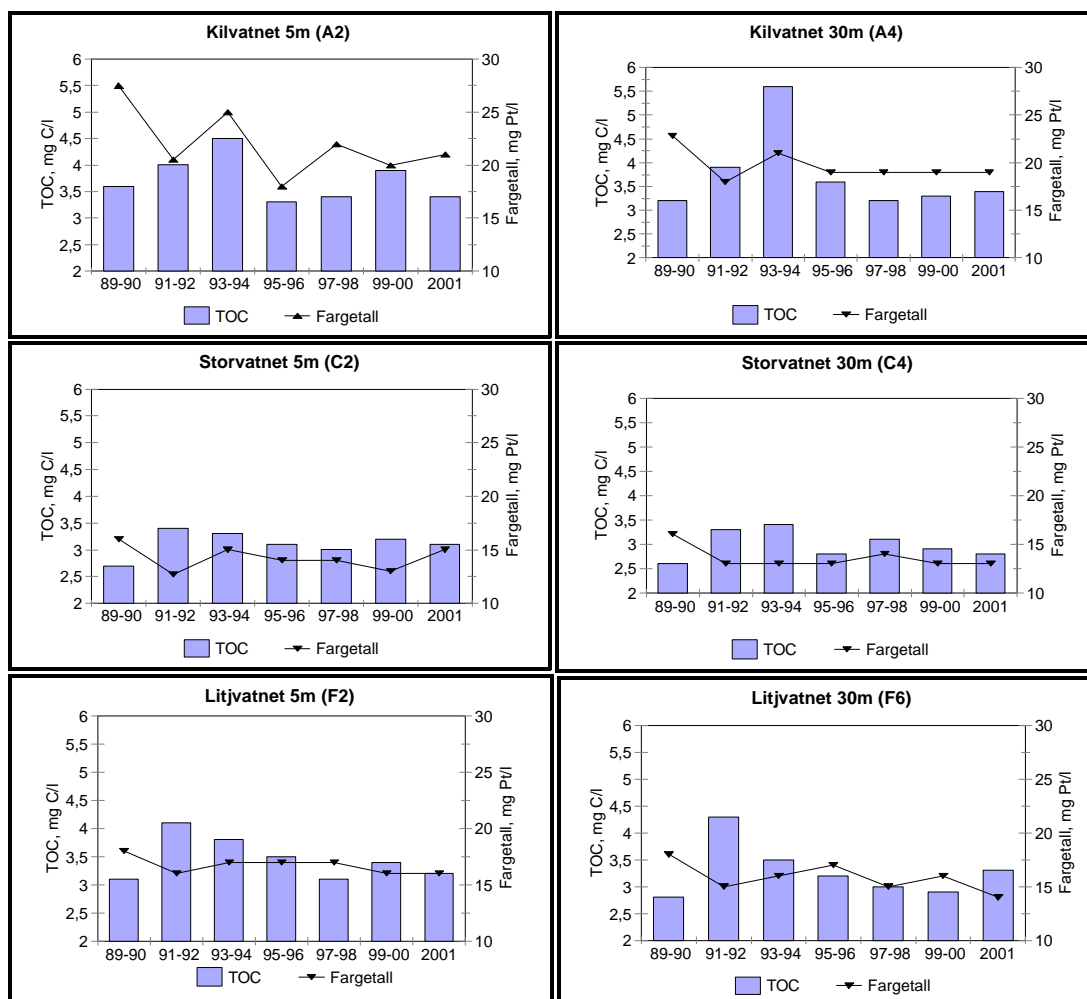 Kilvatnet 5m (A2)
TOC, mg C/l
6
5,5
5
4,5
4
3,5
3
2,5
2
30
25
20
15
10
Fargetall, mg Pt/l
89-90 91-92 93-94 95-96 97-98 99-00 2001
TOC Fargetall
Kilvatnet 30m (A4)
TOC, mg C/l
6
5,5
5
4,5
4
3,5
3
2,5
2
30
25
20
15
10
Fargetall, mg Pt/l
89-90 91-92 93-94 95-96 97-98 99-00 2001
TOC Fargetall
Storvatnet 5m (C2)
TOC, mg C/l
6
5,5
5
4,5
4
3,5
3
2,5
2
30
25
20
15
10
Fargetall, mg Pt/l
89-90 91-92 93-94 95-96 97-98 99-00 2001
TOC Fargetall
Storvatnet 30m (C4)
TOC, mg C/l
6
5,5
5
4,5
4
3,5
3
2,5
2
30
25
20
15
10
Fargetall, mg Pt/l
89-90 91-92 93-94 95-96 97-98 99-00 2001
TOC Fargetall
Litjvatnet 5m (F2)
TOC, mg C/l
6
5,5
5
4,5
4
3,5
3
2,5
2
30
25
20
15
10
Fargetall, mg Pt/l
89-90 91-92 93-94 95-96 97-98 99-00 2001
TOC Fargetall
Litjvatnet 30m (F6)
TOC, mg C/l
6
5,5
5
4,5
4
3,5
3
2,5
2
30
25
20
15
10
Fargetall, mg Pt/l
89-90 91-92 93-94 95-96 97-98 99-00 2001
TOC Fargetall